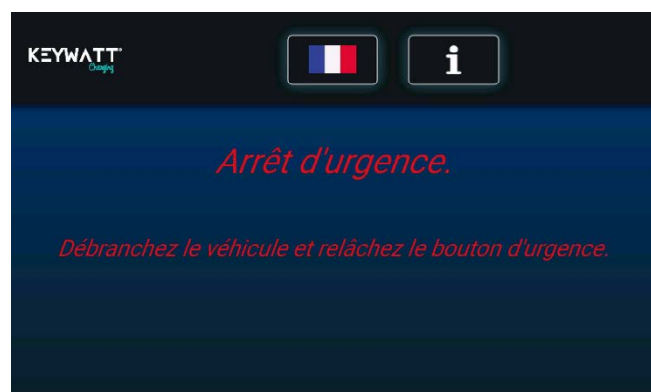 KEYWATT
Charging
i
Arrêt d'urgence.
Débranchez le véhicule et relâchez le bouton d'urgence.